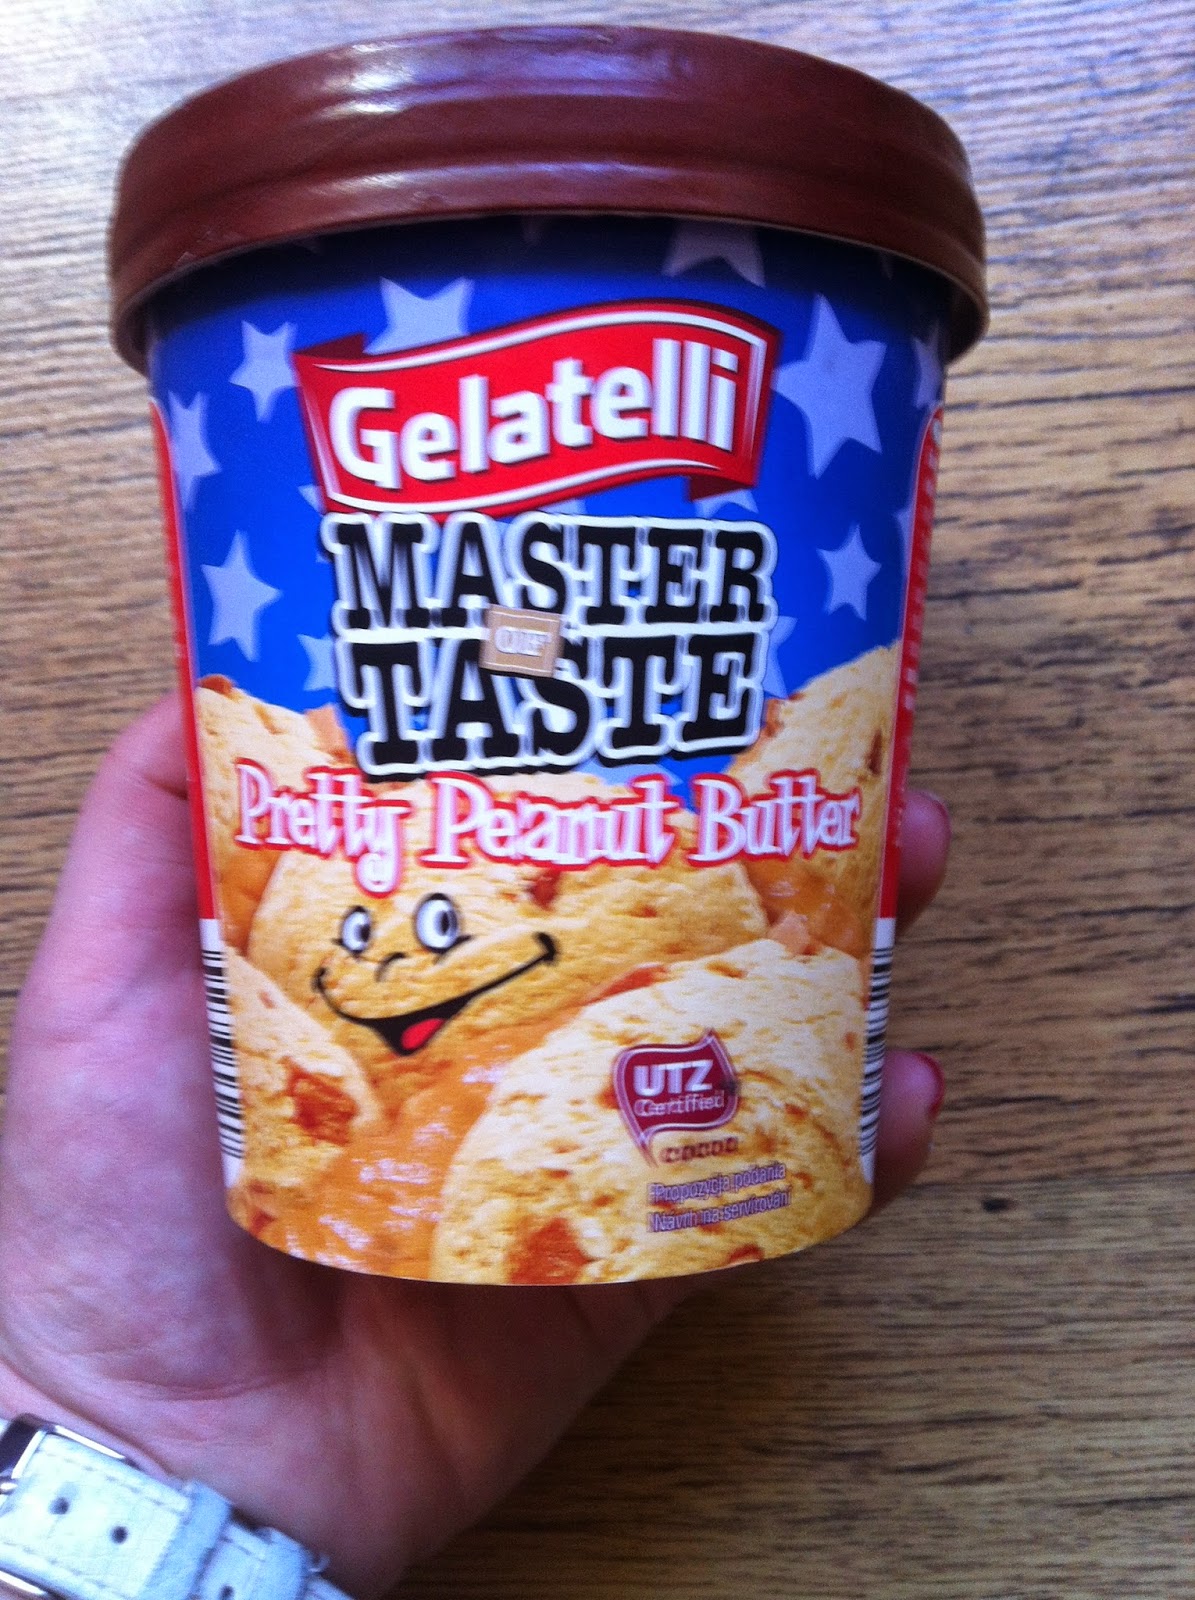 Gelatelli
MASTER
OF
TASTE
Pretty Peanut Butter
UTZ
Certified
Propozycja podania
Návrh na servírování